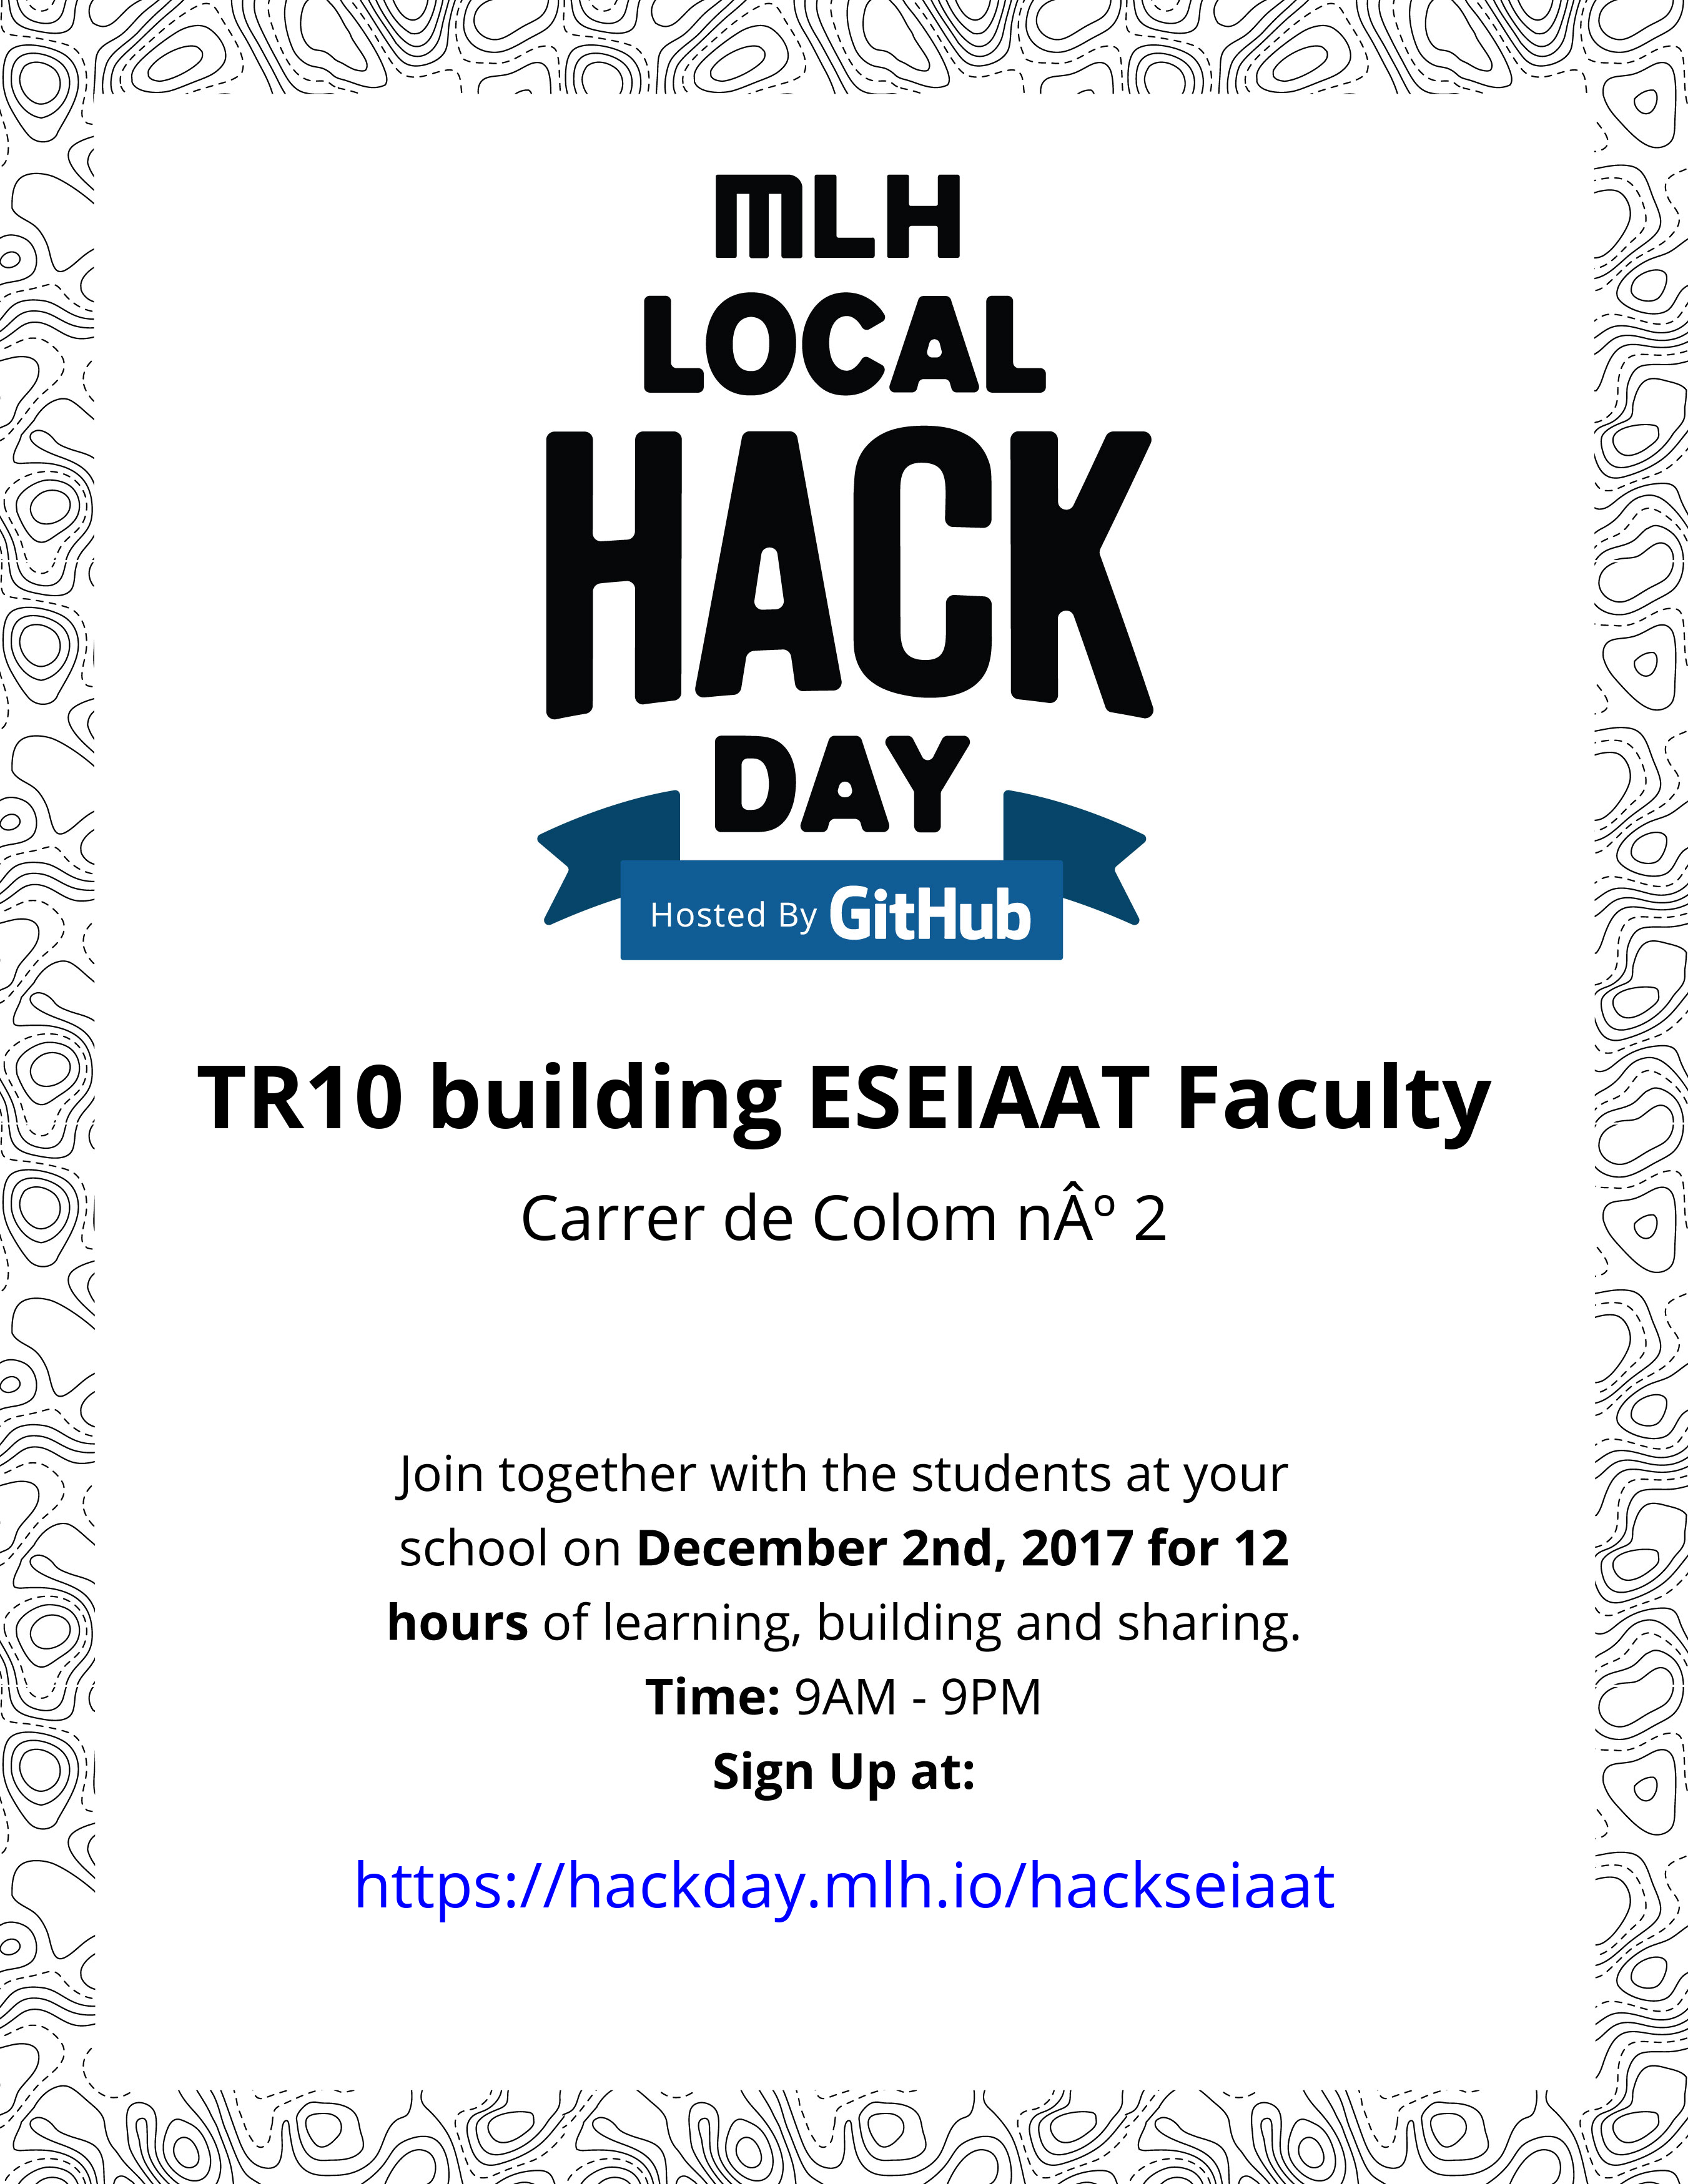 MLH
LOCAL
HACK
DAY
Hosted By GitHub
TR10 building ESEIAAT Faculty
Carrer de Colom nÂº 2
Join together with the students at your
school on December 2nd, 2017 for 12
hours of learning, building and sharing.
Time: 9AM - 9PM
Sign Up at:
https://hackday.mlh.io/hackseiaat